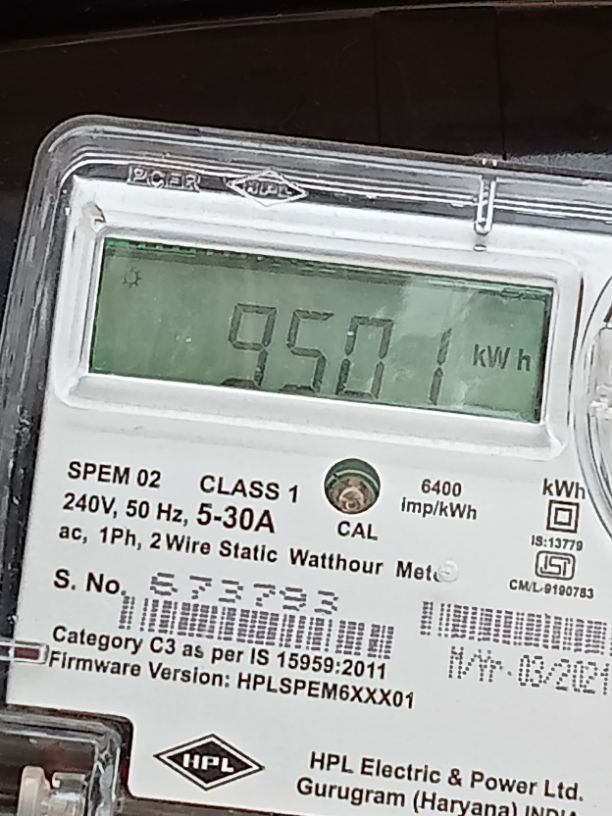 HPL
9501 kWh
SPEM 02 CLASS 1
240V, 50 Hz, 5-30A
ac, 1Ph, 2 Wire Static Watthour
CAL
6400
imp/kWh
kWh
IS:13779
ISI
CM/L-9190783
S. No. 673793
Category C3 as per IS 15959:2011
Firmware Version: HPLSPEM6XXX01
M/Yr-03/2021
HPL
HPL Electric & Power Ltd.
Gurugram (Haryana) INDIA